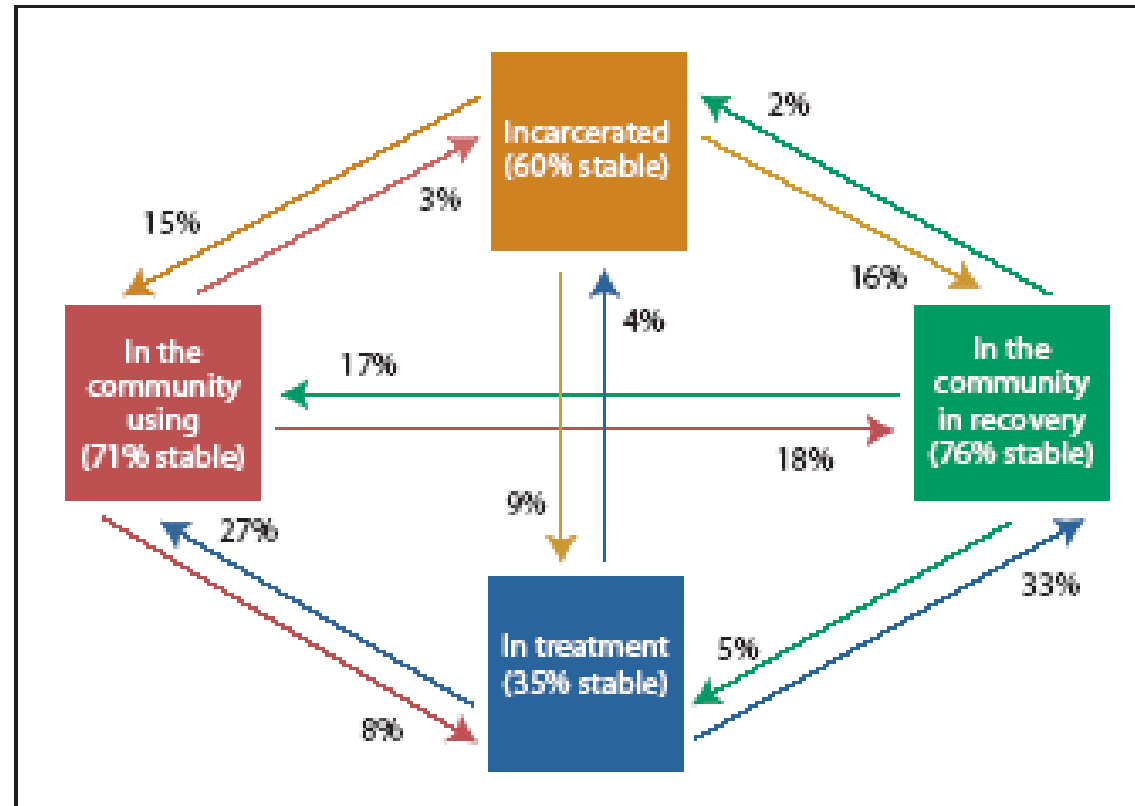 Incarcerated
(60% stable)
2%
3%
15%
16%
4%
In the
community
using
(71% stable)
17%
In the
community
in recovery
(76% stable)
18%
9%
27%
33%
In treatment
(35% stable)
5%
8%